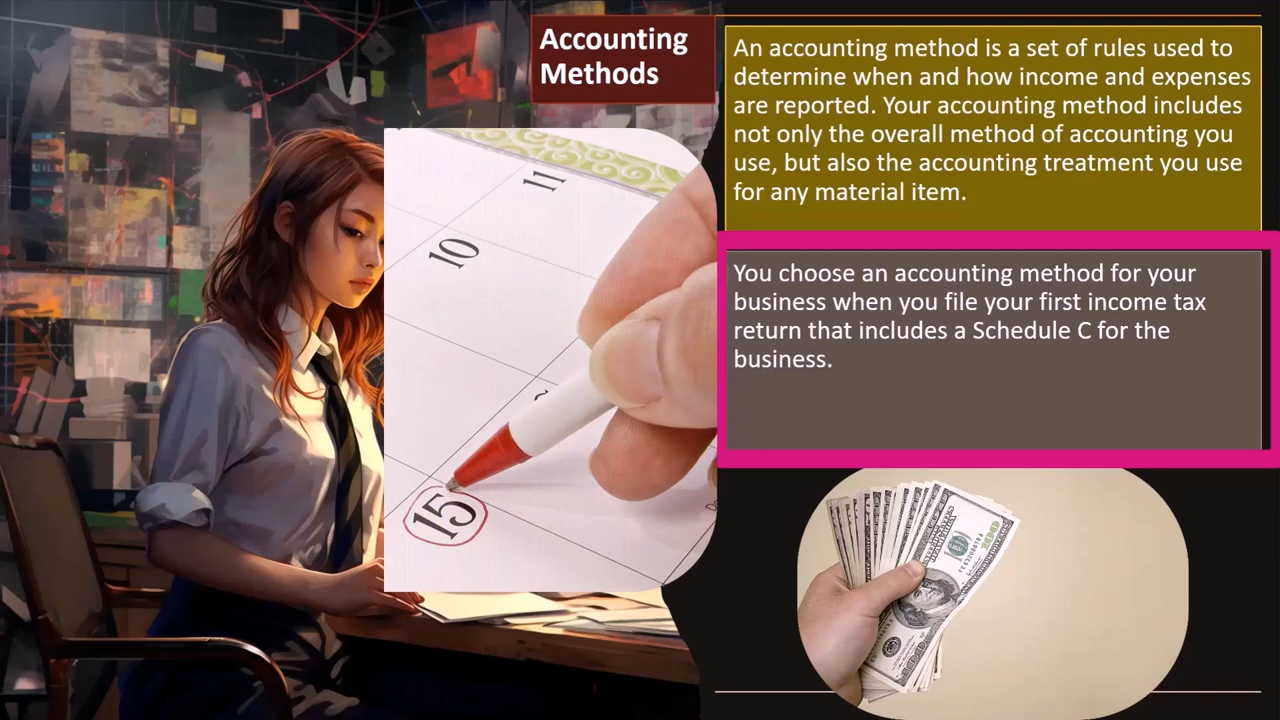 Accounting
Methods
An accounting method is a set of rules used to
determine when and how income and expenses
are reported. Your accounting method includes
not only the overall method of accounting you
use, but also the accounting treatment you use
for any material item.
You choose an accounting method for your
business when you file your first income tax
return that includes a Schedule C for the
business.
11
10
15
100